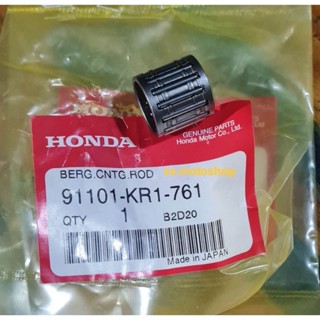 GENUINE PARTS
Honda Motor Co., Ltd.
HONDA
BERG.CNTG.ROD
91101-KR1-761
QTY 1 B2D20
MADE IN JAPAN